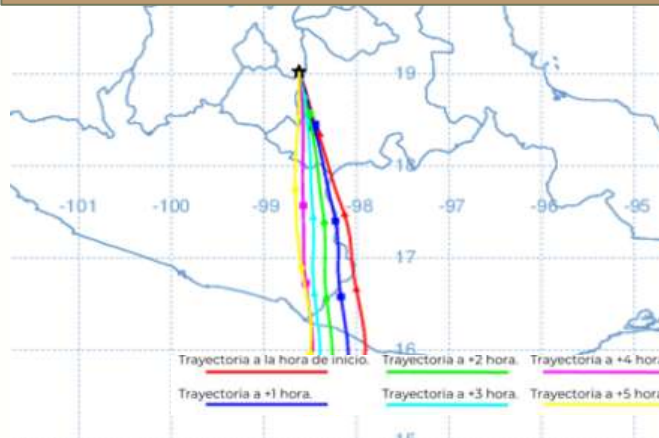 19
18
-101 -100 -99 -98 -97 -96 -95
17
16
Trayectoria a la hora de inicio. Trayectoria a +2 hora. Trayectoria a +4 hora
Trayectoria a +1 hora. Trayectoria a +3 hora. Trayectoria a +5 hora